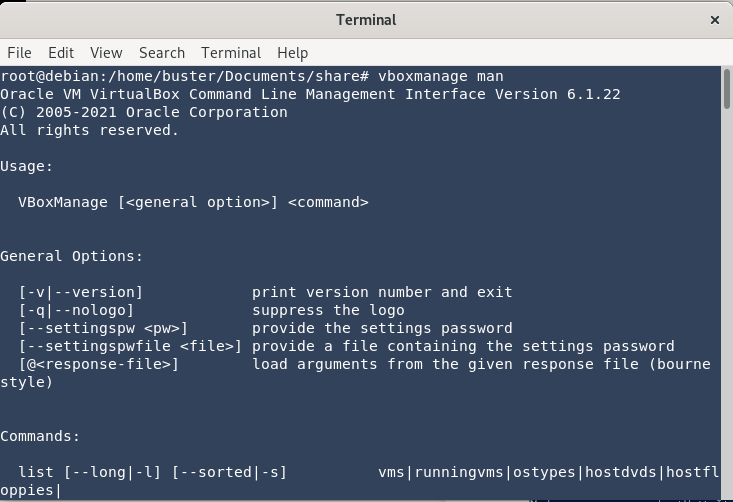 Terminal
File Edit View Search Terminal Help
root@debian:/home/buster/Documents/share# vboxmanage man
Oracle VM VirtualBox Command Line Management Interface Version 6.1.22
(C) 2005-2021 Oracle Corporation
All rights reserved.
Usage:
VBoxManage [<general option>] <command>
General Options:
[-v|--version] print version number and exit
[-q|--nologo] suppress the logo
[--settingspw <pw>] provide the settings password
[--settingspwfile <file>] provide a file containing the settings password
[@<response-file>] load arguments from the given response file (bourne
style)
Commands:
list [--long|-l] [--sorted|-s] vms|runningvms|ostypes|hostdvds|hostfl
oppies|